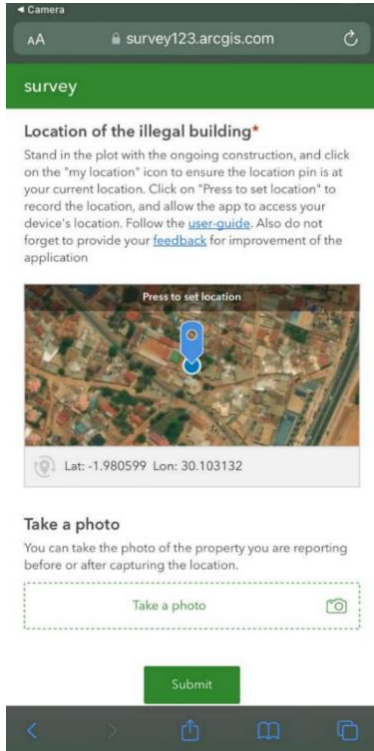 ◄ Camera
AA survey123.arcgis.com
survey
Location of the illegal building*
Stand in the plot with the ongoing construction, and click
on the "my location" icon to ensure the location pin is at
your current location. Click on "Press to set location" to
record the location, and allow the app to access your
device's location. Follow the user-guide. Also do not
forget to provide your feedback for improvement of the
application
Press to set location
Lat: -1.980599 Lon: 30.103132
Take a photo
You can take the photo of the property you are reporting
before or after capturing the location.
Take a photo
Submit